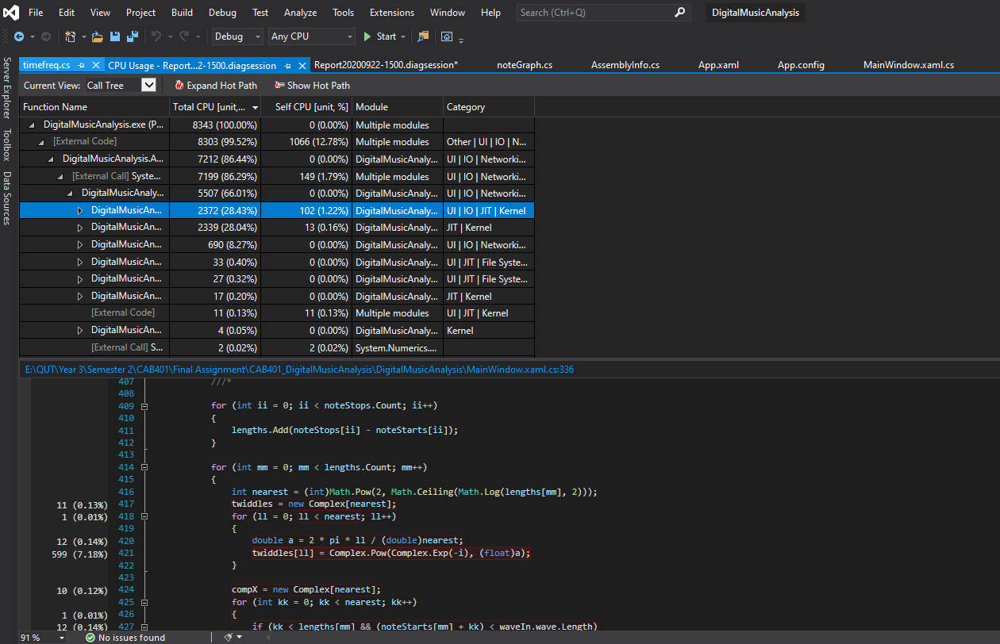 File Edit View Project Build Debug Test Analyze Tools Extensions Window Help Search (Ctrl+Q) DigitalMusicAnalysis
Debug Any CPU Start
Server Explorer
Toolbox
Data Sources
timefreq.cs CPU Usage - Report...2-1500.diagsession Report20200922-1500.diagsession* noteGraph.cs AssemblyInfo.cs App.xaml App.config MainWindow.xaml.cs
Current View: Call Tree Expand Hot Path Show Hot Path
Function Name Total CPU [unit,... Self CPU [unit, %] Module Category
DigitalMusicAnalysis.exe (P... 8343 (100.00%) 0 (0.00%) Multiple modules
[External Code] 8303 (99.52%) 1066 (12.78%) Multiple modules Other | UI | IO | N...
DigitalMusicAnalysis.A... 7212 (86.44%) 0 (0.00%) DigitalMusicAnaly... UI | IO | Networki...
[External Call] Syste... 7199 (86.29%) 149 (1.79%) Multiple modules UI | IO | Networki...
DigitalMusicAnaly... 5507 (66.01%) 0 (0.00%) DigitalMusicAnaly... UI | IO | Networki...
DigitalMusicAn... 2372 (28.43%) 102 (1.22%) DigitalMusicAnaly... UI | IO | JIT | Kernel
DigitalMusicAn... 2339 (28.04%) 13 (0.16%) DigitalMusicAnaly... JIT | Kernel
DigitalMusicAn... 690 (8.27%) 0 (0.00%) DigitalMusicAnaly... UI | IO | Networki...
DigitalMusicAn... 33 (0.40%) 0 (0.00%) DigitalMusicAnaly... UI | JIT | File Syste...
DigitalMusicAn... 27 (0.32%) 0 (0.00%) DigitalMusicAnaly... UI | JIT | File Syste...
DigitalMusicAn... 17 (0.20%) 0 (0.00%) DigitalMusicAnaly... JIT | Kernel
[External Code] 11 (0.13%) 11 (0.13%) Multiple modules UI | JIT | Kernel
DigitalMusicAn... 4 (0.05%) 0 (0.00%) DigitalMusicAnaly... Kernel
[External Call] S... 2 (0.02%) 2 (0.02%) System.Numerics....
E:\QUT\Year 3\Semester 2\CAB401\Final Assignment\CAB401_DigitalMusicAnalysis\DigitalMusicAnalysis\MainWindow.xaml.cs:336
407 ///*
408
409 for (int ii = 0; ii < noteStops.Count; ii++)
410 {
411 lengths.Add(noteStops[ii] - noteStarts[ii]);
412 }
413
414 for (int mm = 0; mm < lengths.Count; mm++)
415 {
416 int nearest = (int)Math.Pow(2, Math.Ceiling(Math.Log(lengths[mm], 2)));
11 (0.13%) 417 twiddles = new Complex[nearest];
1 (0.01%) 418 for (ll = 0; ll < nearest; ll++)
419 {
12 (0.14%) 420 double a = 2 * pi * ll / (double)nearest;
599 (7.18%) 421 twiddles[ll] = Complex.Pow(Complex.Exp(-i), (float)a);
422 }
423
10 (0.12%) 424 compX = new Complex[nearest];
425 for (int kk = 0; kk < nearest; kk++)
1 (0.01%) 426 {
12 (0.14%) 427 if (kk < lengths[mm] && (noteStarts[mm] + kk) < waveIn.wave.Length)
91 % No issues found